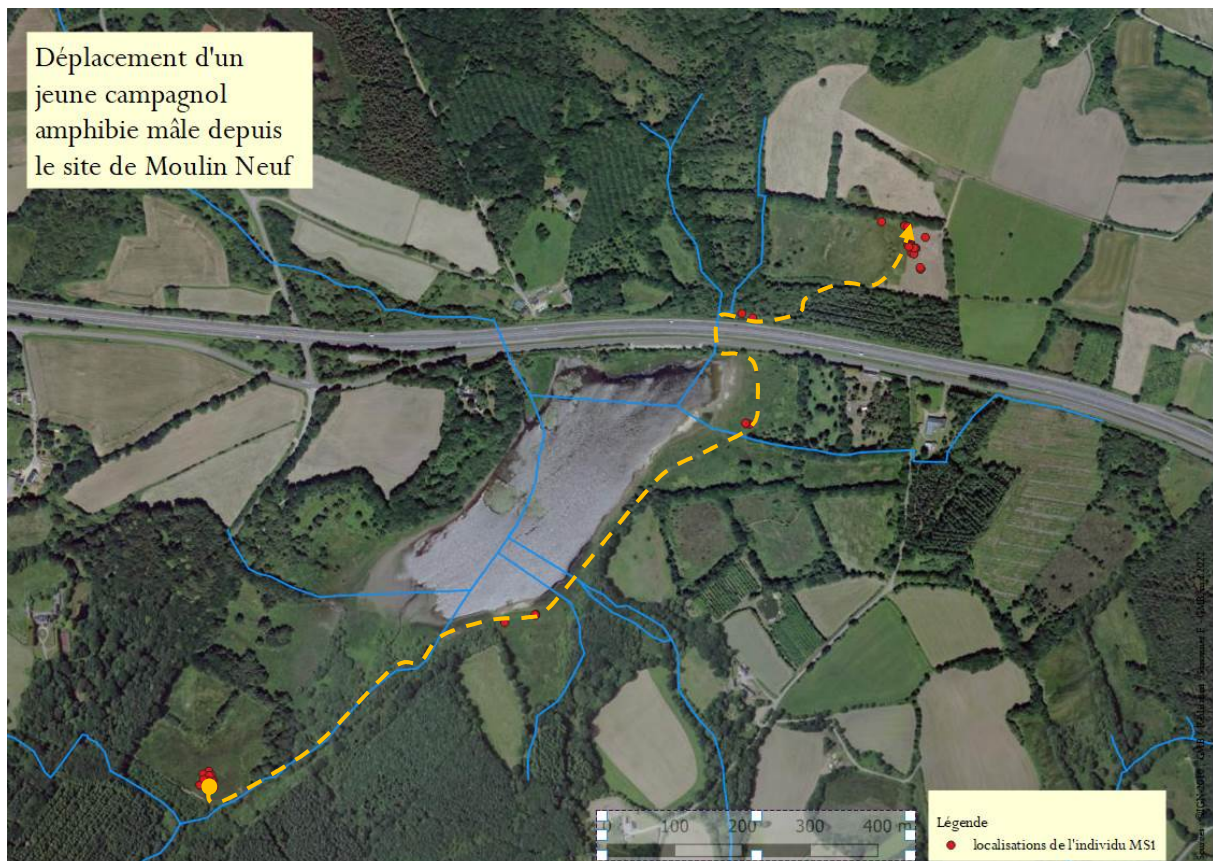 Déplacement d'un
jeune campagnol
amphibie mâle depuis
le site de Moulin Neuf
0 100 200 300 400 m
Légende
localisations de l'individu MS1